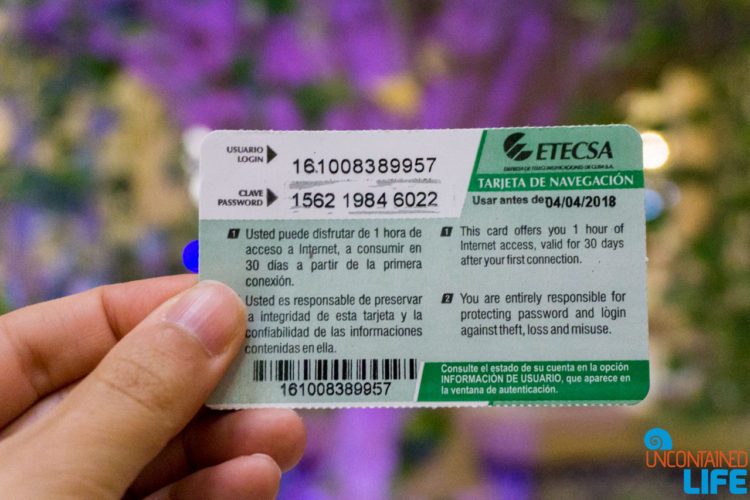 USUARIO
LOGIN
161008389957
CLAVE
PASSWORD
1562 1984 6022
ETECSA
EMPRESA DE TELECOMUNICACIONES DE CUBA S.A.
TARJETA DE NAVEGACIÓN
Usar antes de 04/04/2018
1 Usted puede disfrutar de 1 hora de
acceso a Internet, a consumir en
30 días a partir de la primera
conexión.
Usted es responsable de preservar
a integridad de esta tarjeta y la
confiabilidad de las informaciones
contenidas en ella.
161008389957
1 This card offers you 1 hour of
Internet access, valid for 30 days
after your first connection.
2 You are entirely responsible for
protecting password and login
against theft, loss and misuse.
Consulte el estado de su cuenta en la opción
INFORMACIÓN DE USUARIO, que aparece en
la ventana de autenticación.
UNCONTAINED
LIFE